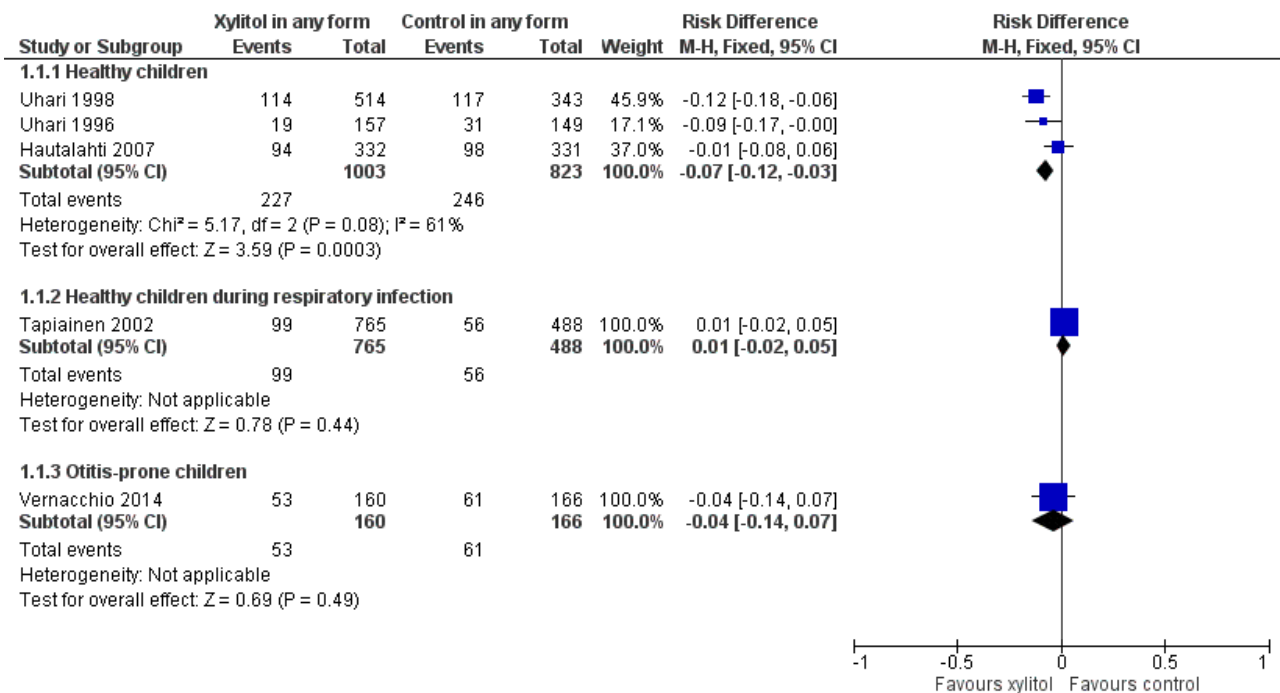 Xylitol in any form Control in any form Risk Difference Risk Difference
Study or Subgroup Events Total Events Total Weight M-H, Fixed, 95% CI M-H, Fixed, 95% CI
1.1.1 Healthy children
Uhari 1998 114 514 117 343 45.9% -0.12 [-0.18, -0.06]
Uhari 1996 19 157 31 149 17.1% -0.09 [-0.17, -0.00]
Hautalahti 2007 94 332 98 331 37.0% -0.01 [-0.08, 0.06]
Subtotal (95% CI) 1003 823 100.0% -0.07 [-0.12, -0.03]
Total events 227 246
Heterogeneity: Chi² = 5.17, df = 2 (P = 0.08); I² = 61%
Test for overall effect: Z = 3.59 (P = 0.0003)
1.1.2 Healthy children during respiratory infection
Tapiainen 2002 99 765 56 488 100.0% 0.01 [-0.02, 0.05]
Subtotal (95% CI) 765 488 100.0% 0.01 [-0.02, 0.05]
Total events 99 56
Heterogeneity: Not applicable
Test for overall effect: Z = 0.78 (P = 0.44)
1.1.3 Otitis-prone children
Vernacchio 2014 53 160 61 166 100.0% -0.04 [-0.14, 0.07]
Subtotal (95% CI) 160 166 100.0% -0.04 [-0.14, 0.07]
Total events 53 61
Heterogeneity: Not applicable
Test for overall effect: Z = 0.69 (P = 0.49)
-1 -0.5 0 0.5 1
Favours xylitol Favours control